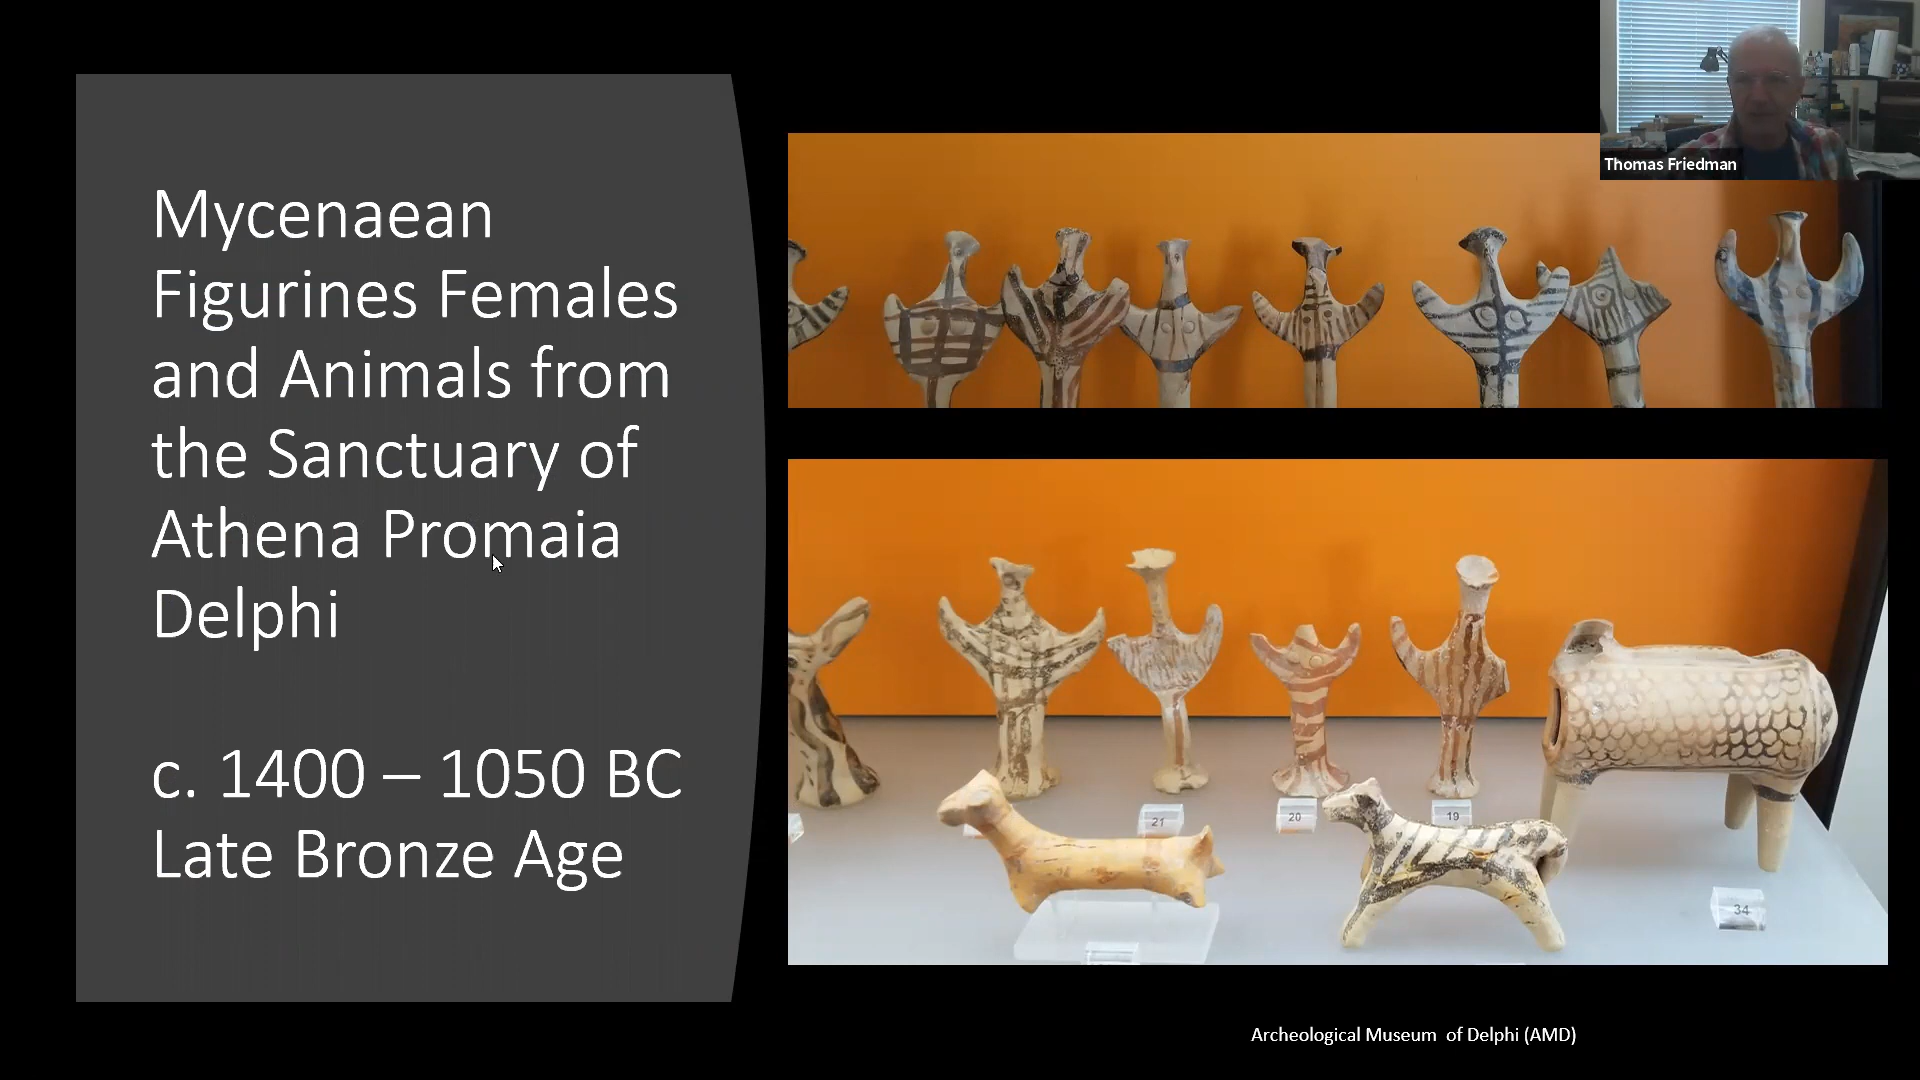 Mycenaean
Figurines Females
and Animals from
the Sanctuary of
Athena Promaia
Delphi
c. 1400 – 1050 BC
Late Bronze Age
Thomas Friedman
21
20
19
34
Archeological Museum of Delphi (AMD)